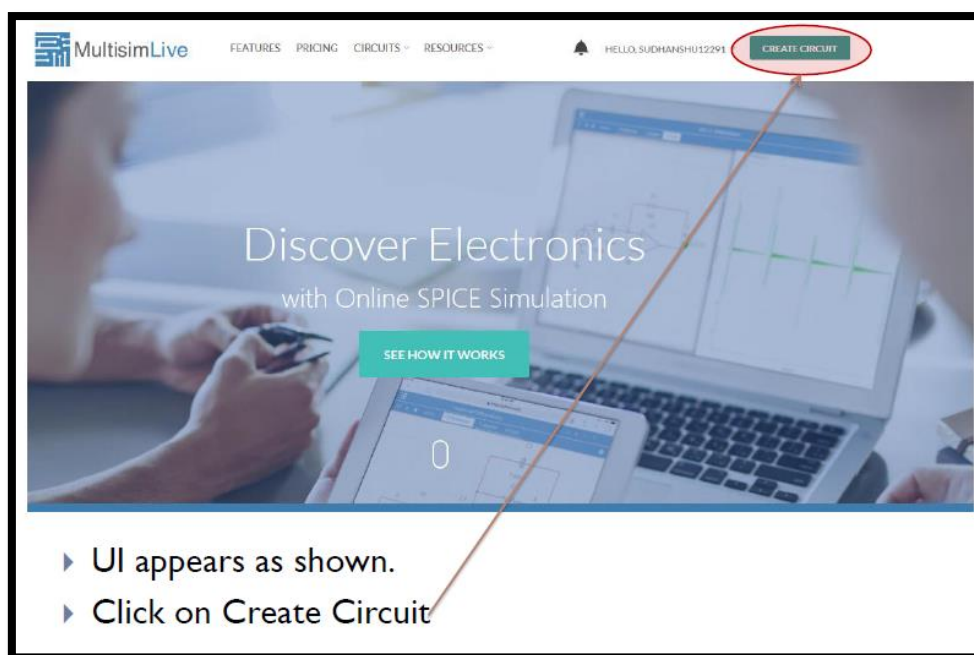 MultisimLive FEATURES PRICING CIRCUITS RESOURCES HELLO, SUDHANSHU12291 CREATE CIRCUIT
Discover Electronics
with Online SPICE Simulation
SEE HOW IT WORKS
UI appears as shown.
Click on Create Circuit